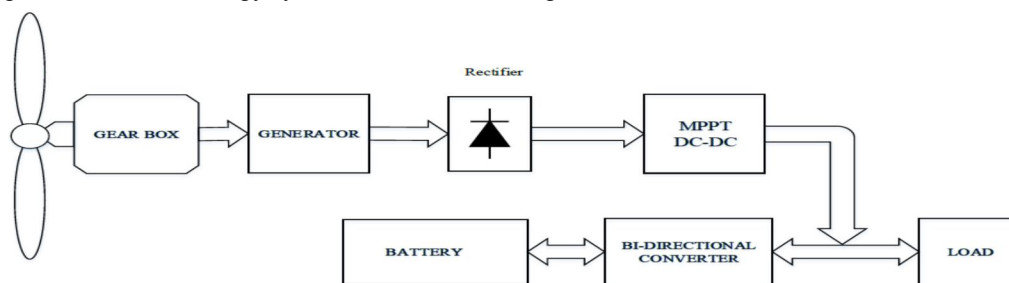 Rectifier
GEAR BOX
GENERATOR
MPPT
DC-DC
BATTERY
BI-DIRECTIONAL
CONVERTER
LOAD